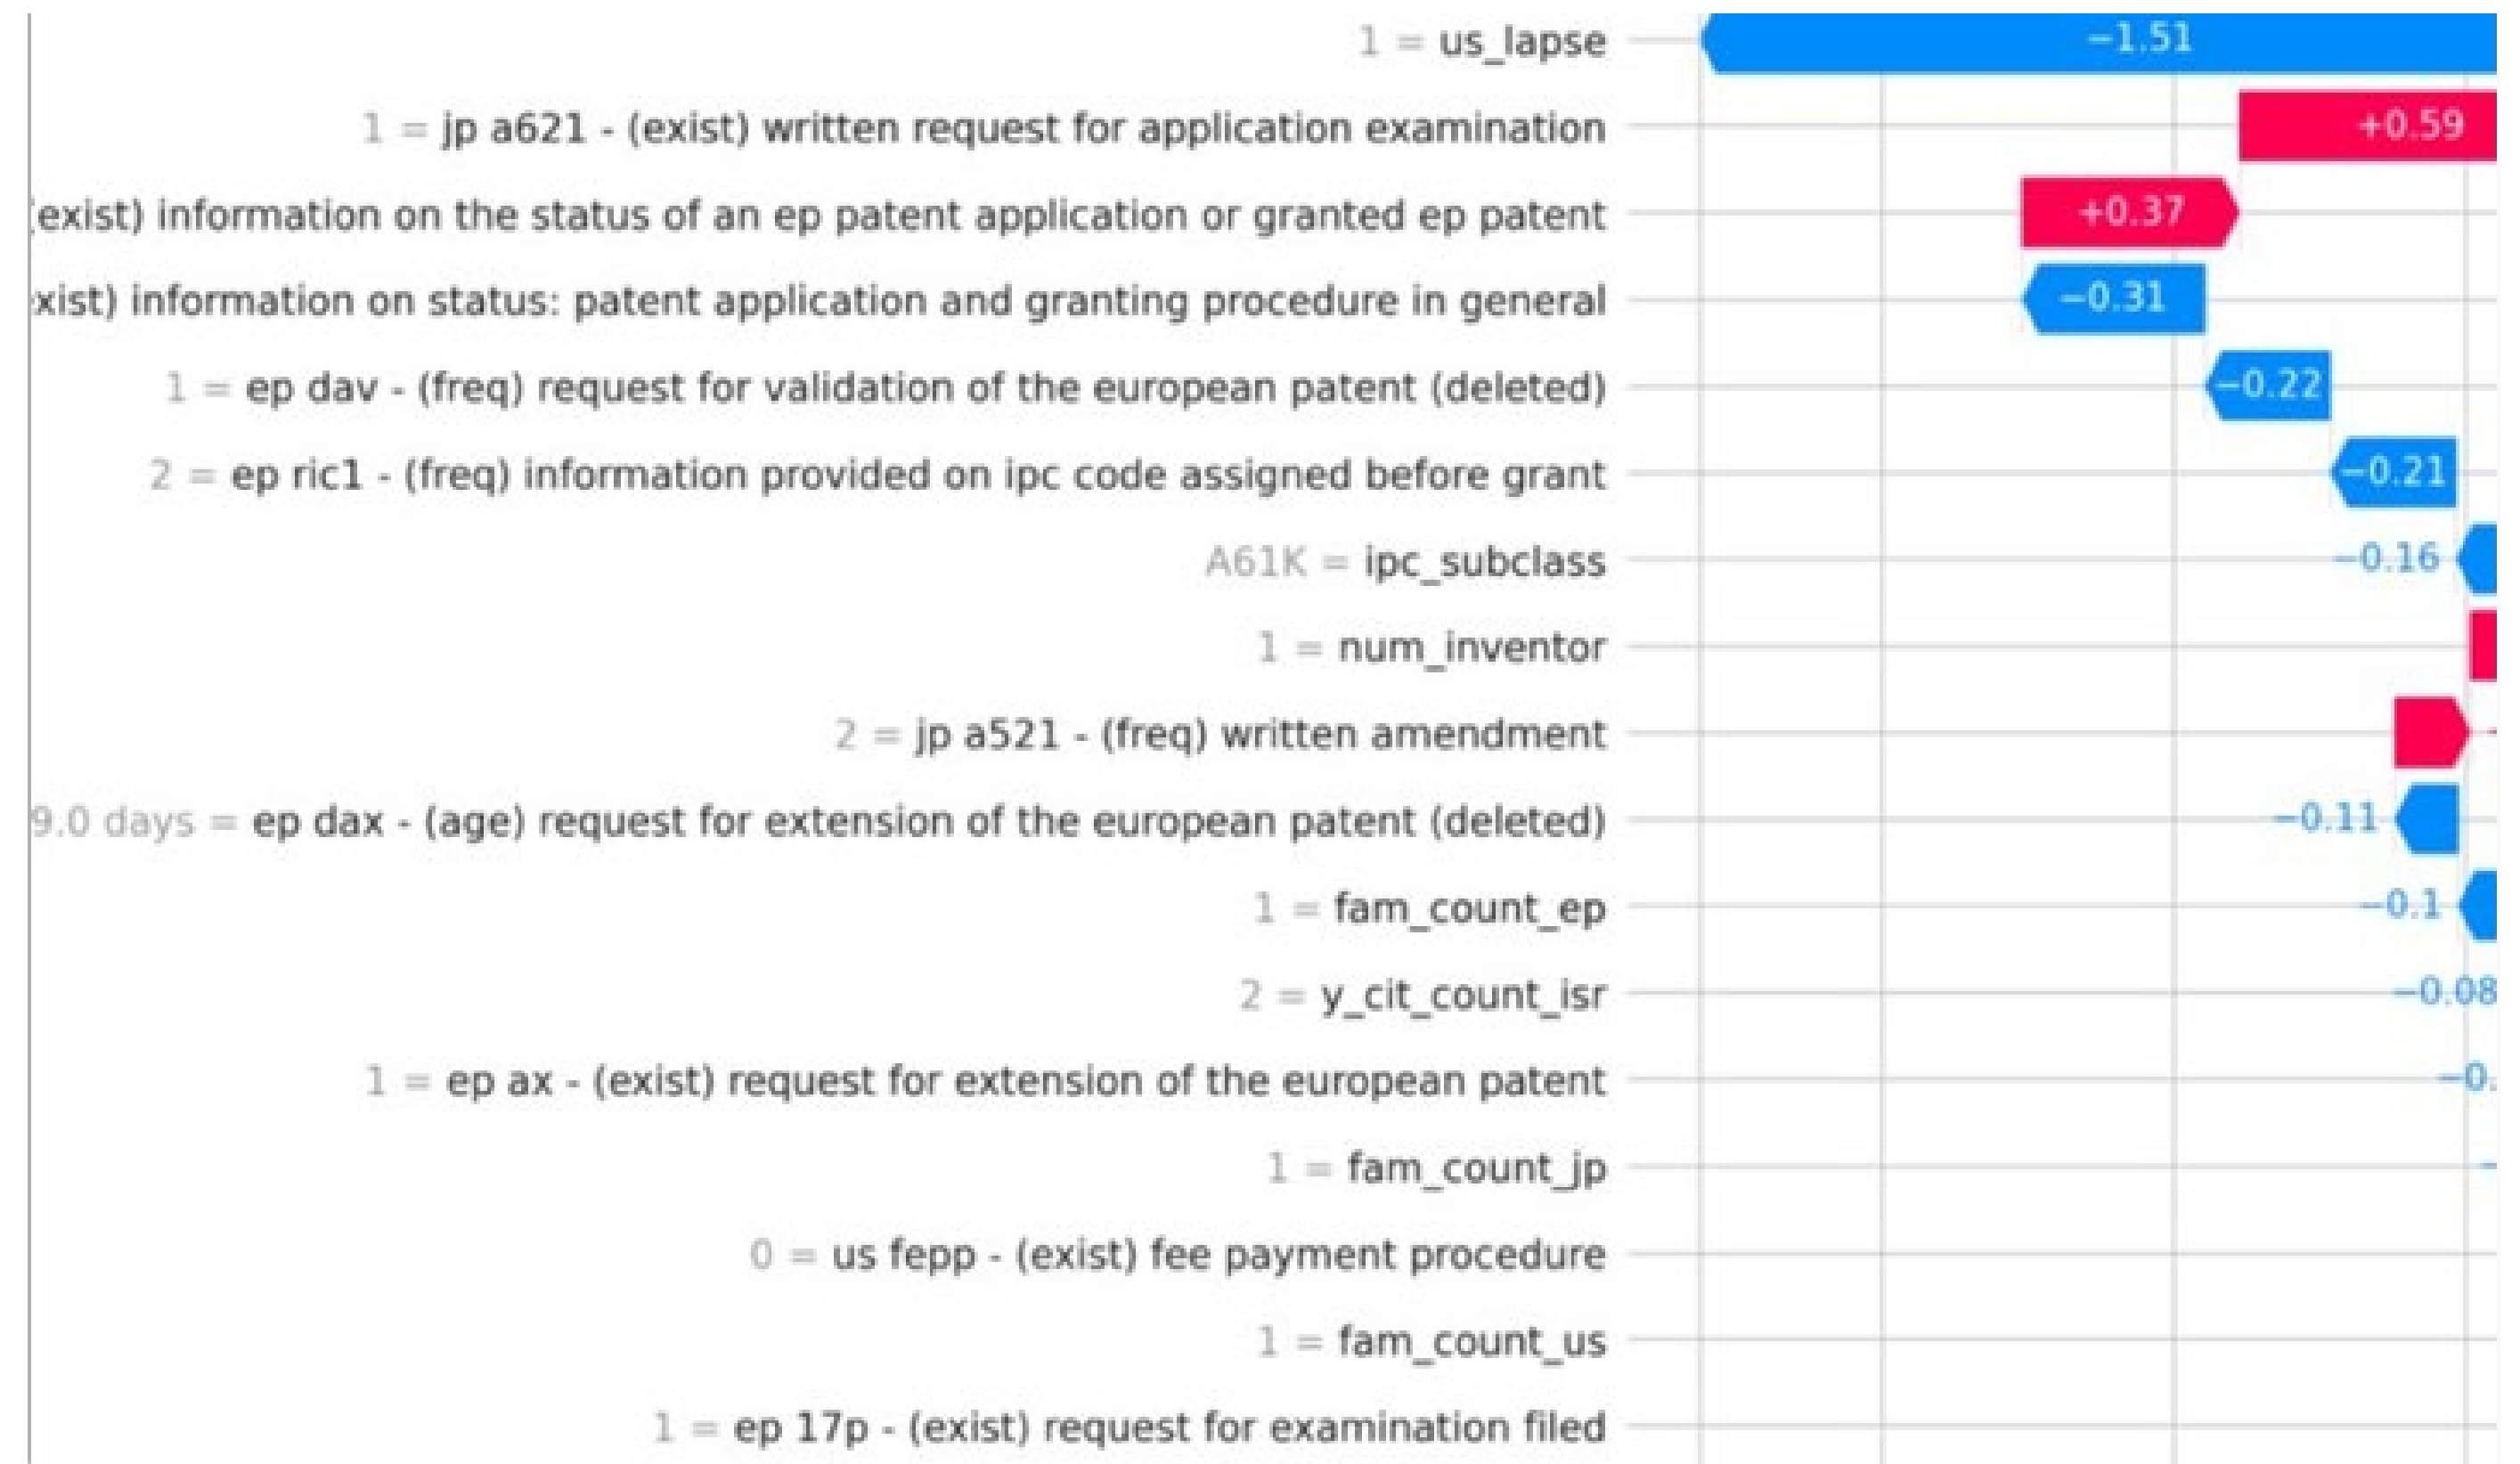 1 = us_lapse −1.51
1 = jp a621 - (exist) written request for application examination +0.59
(exist) information on the status of an ep patent application or granted ep patent +0.37
xist) information on status: patent application and granting procedure in general −0.31
1 = ep dav - (freq) request for validation of the european patent (deleted) −0.22
2 = ep ric1 - (freq) information provided on ipc code assigned before grant −0.21
A61K = ipc_subclass −0.16
1 = num_inventor
2 = jp a521 - (freq) written amendment
9.0 days = ep dax - (age) request for extension of the european patent (deleted) −0.11
1 = fam_count_ep −0.1
2 = y_cit_count_isr −0.08
1 = ep ax - (exist) request for extension of the european patent −0.
1 = fam_count_jp
0 = us fepp - (exist) fee payment procedure
1 = fam_count_us
1 = ep 17p - (exist) request for examination filed